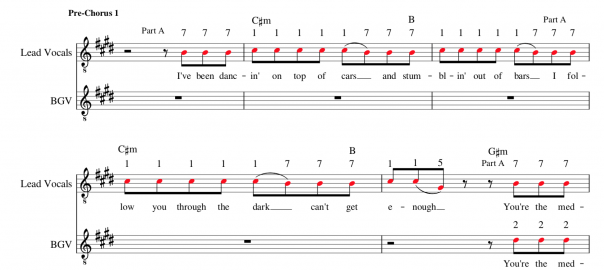 Pre-Chorus 1
Part A 7 7 7 C♯m 1 1 1 1 1 7 7 B 7 1 1 1 1 1 7 Part A 7 7
Lead Vocals
I've been danc- in' on top of cars and stum- bl- in' out of bars I fol-
BGV
C♯m 1 1 1 1 1 7 7 B 7 1 1 5 G♯m Part A 7 7 7
Lead Vocals
low you through the dark can't get e - nough You're the med-
2 2 2
BGV
You're the med-